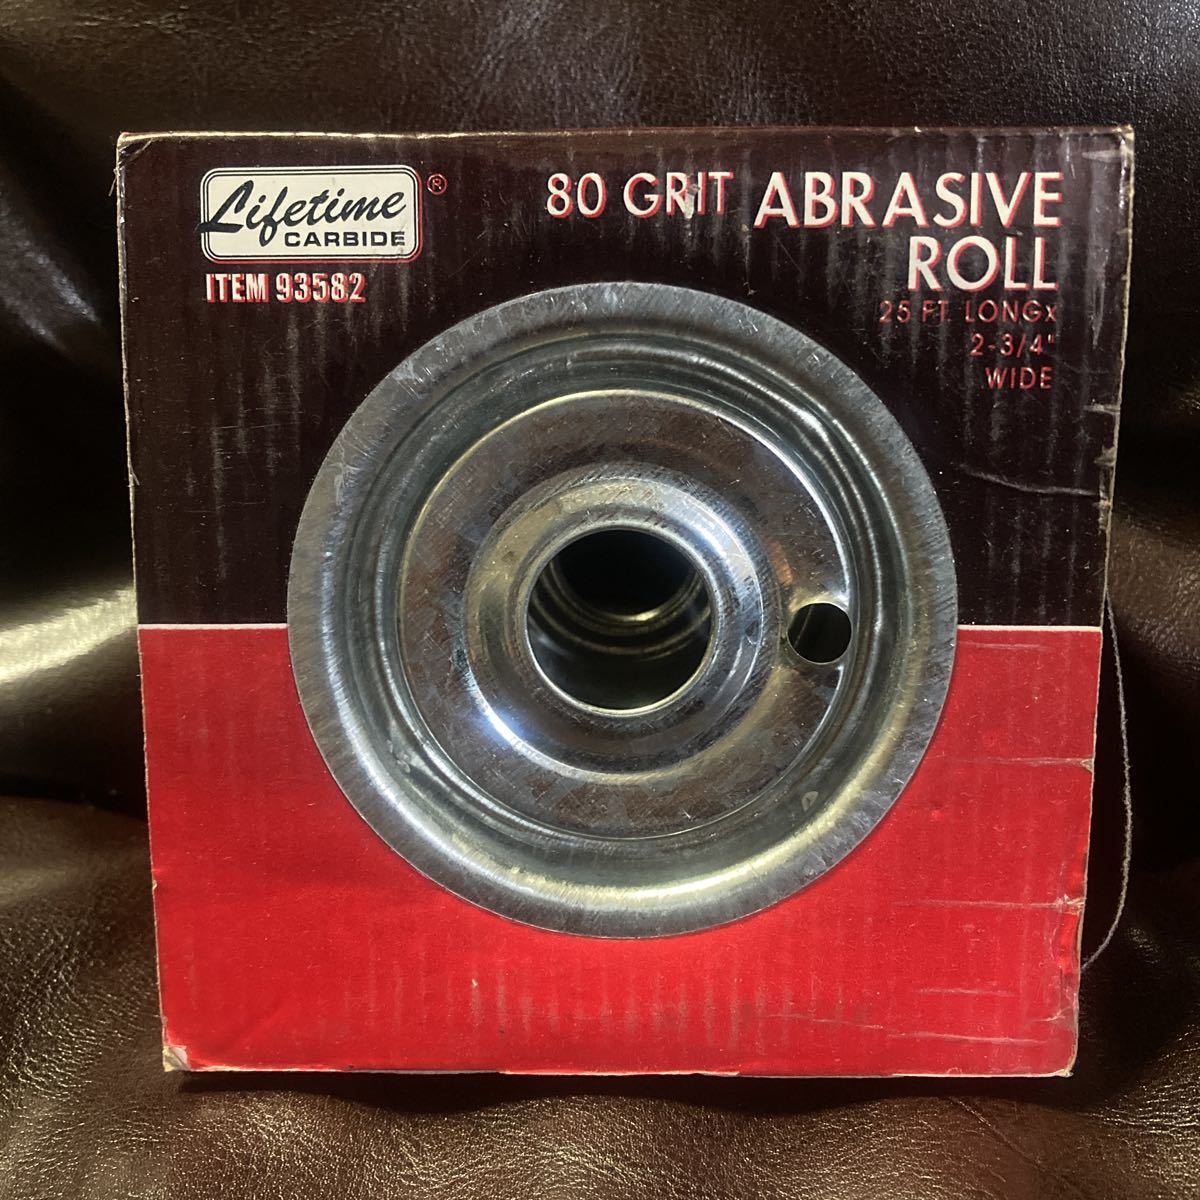 Lifetime ®
CARBIDE
ITEM 93582
80 GRIT ABRASIVE
ROLL
25 FT LONGx
2-3/4"
WIDE